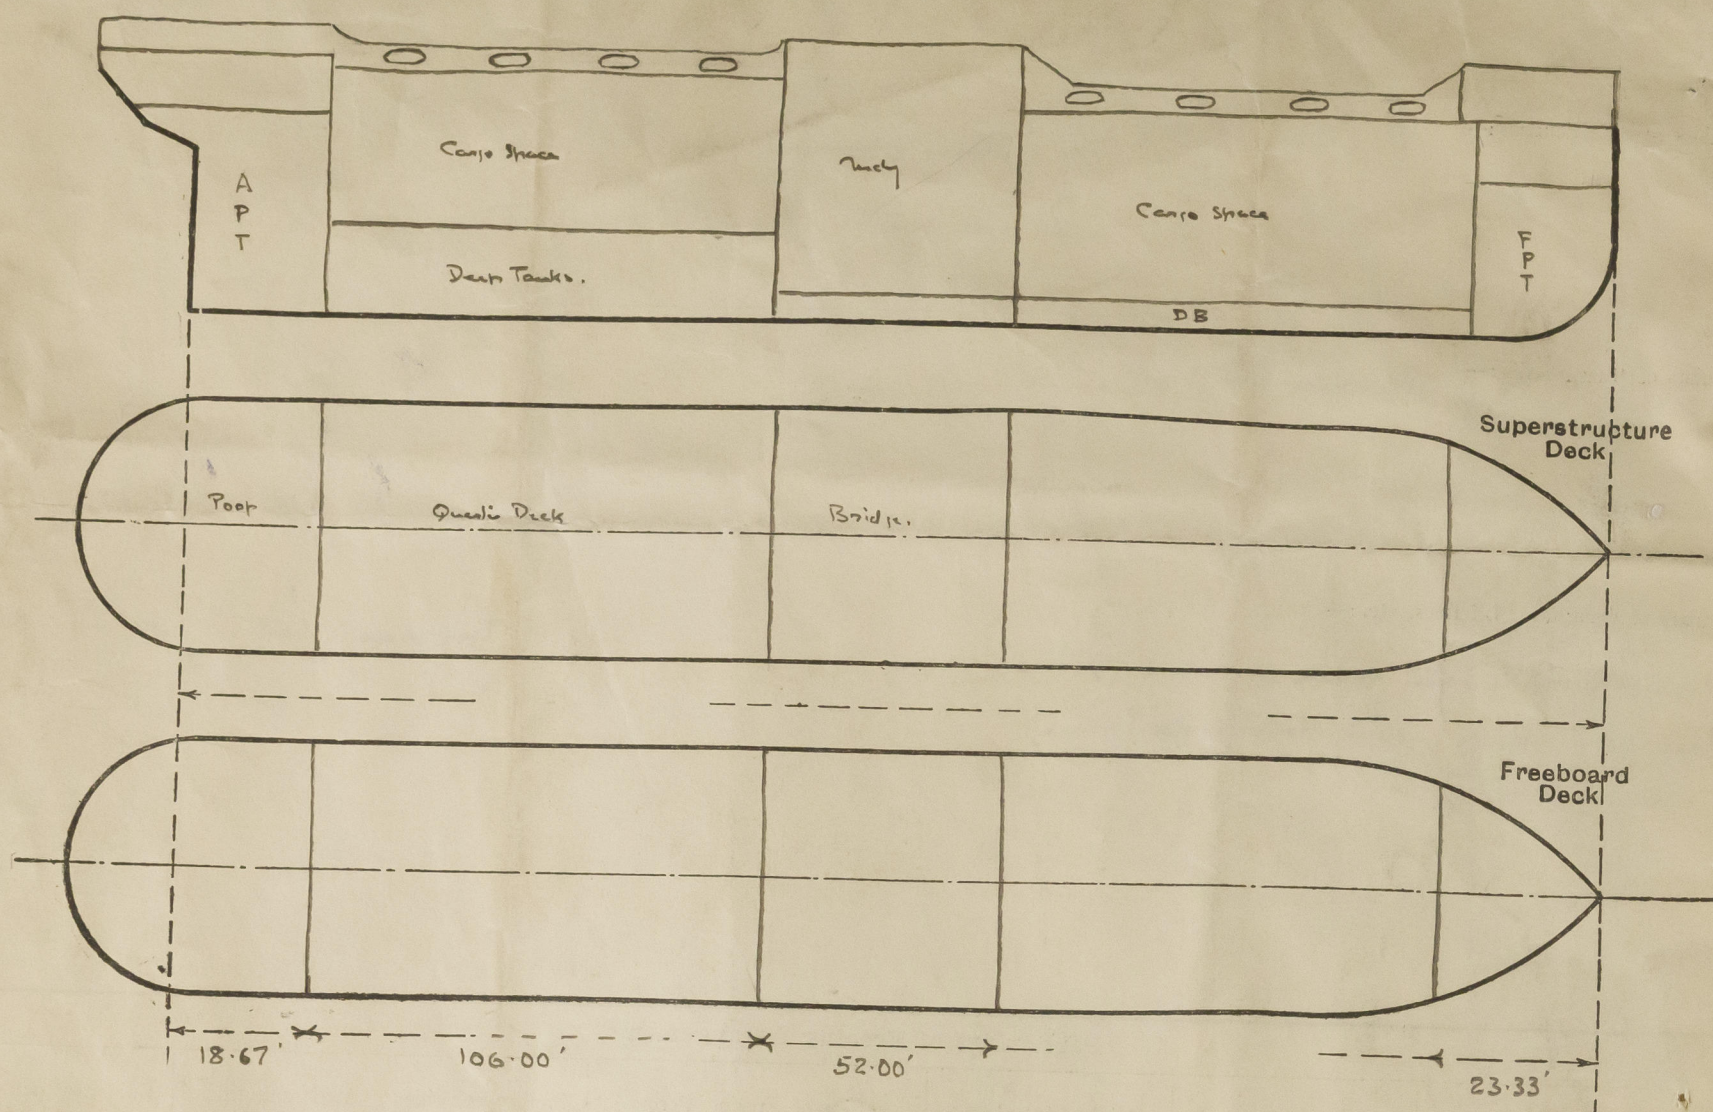 Cargo Space
A
P
T
Mchy
Cargo Space
F
P
T
Deep Tanks.
DB
Superstructure
Deck
Poop
Quarter Deck
Bridge.
Freeboard
Deck
18.67'
106.00'
52.00'
23.33'